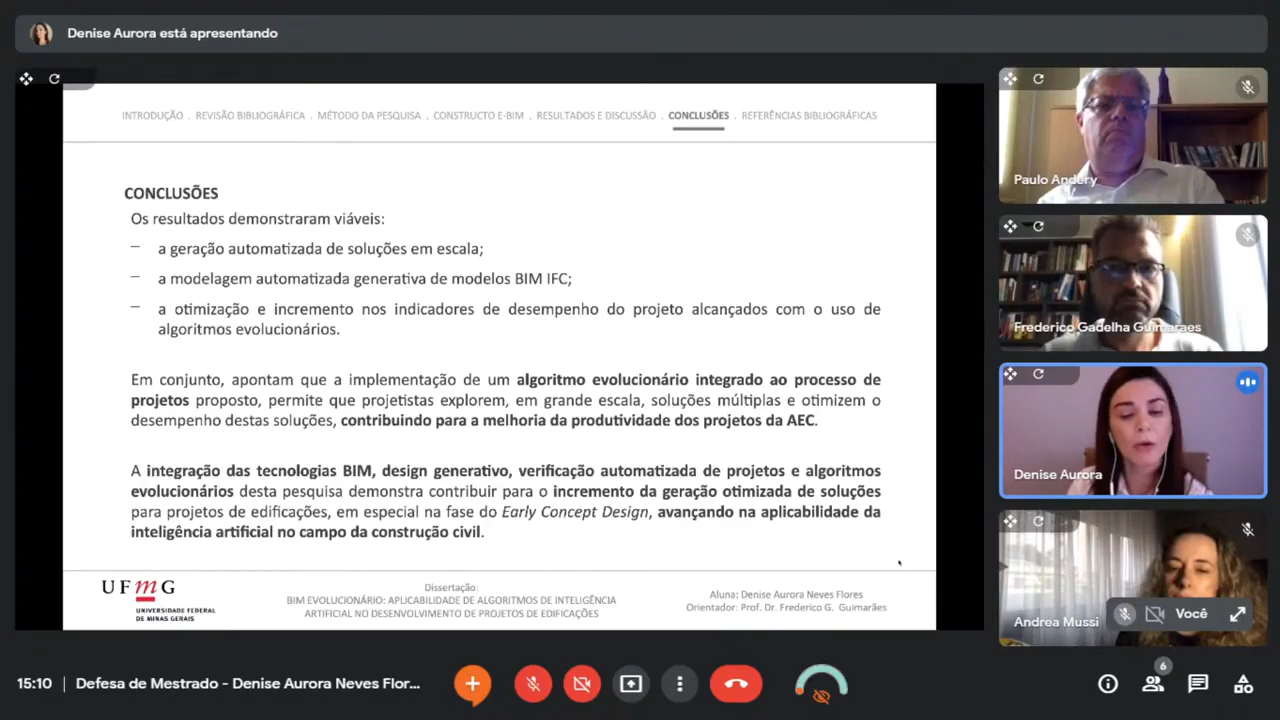 Denise Aurora está apresentando
INTRODUÇÃO . REVISÃO BIBLIOGRÁFICA . MÉTODO DA PESQUISA . CONSTRUCTO E-BIM . RESULTADOS E DISCUSSÃO . CONCLUSÕES . REFERÊNCIAS BIBLIOGRÁFICAS
CONCLUSÕES
Os resultados demonstraram viáveis:
– a geração automatizada de soluções em escala;
– a modelagem automatizada generativa de modelos BIM IFC;
– a otimização e incremento nos indicadores de desempenho do projeto alcançados com o uso de
algoritmos evolucionários.
Em conjunto, apontam que a implementação de um algoritmo evolucionário integrado ao processo de
projetos proposto, permite que projetistas explorem, em grande escala, soluções múltiplas e otimizem o
desempenho destas soluções, contribuindo para a melhoria da produtividade dos projetos da AEC.
A integração das tecnologias BIM, design generativo, verificação automatizada de projetos e algoritmos
evolucionários desta pesquisa demonstra contribuir para o incremento da geração otimizada de soluções
para projetos de edificações, em especial na fase do Early Concept Design, avançando na aplicabilidade da
inteligência artificial no campo da construção civil.
UFmG
UNIVERSIDADE FEDERAL
DE MINAS GERAIS
Dissertação:
BIM EVOLUCIONÁRIO: APLICABILIDADE DE ALGORITMOS DE INTELIGÊNCIA
ARTIFICIAL NO DESENVOLVIMENTO DE PROJETOS DE EDIFICAÇÕES
Aluna: Denise Aurora Neves Flores
Orientador: Prof. Dr. Frederico G. Guimarães
Paulo Andery
Frederico Gadelha Guimaraes
Denise Aurora
Andrea Mussi
Você
15:10 | Defesa de Mestrado - Denise Aurora Neves Flor...
6